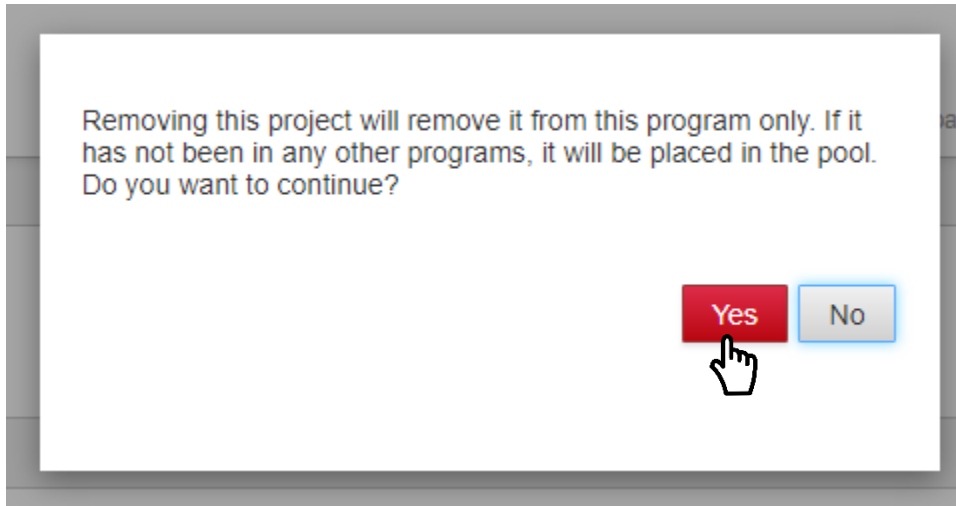 Removing this project will remove it from this program only. If it
has not been in any other programs, it will be placed in the pool.
Do you want to continue?
Yes
No